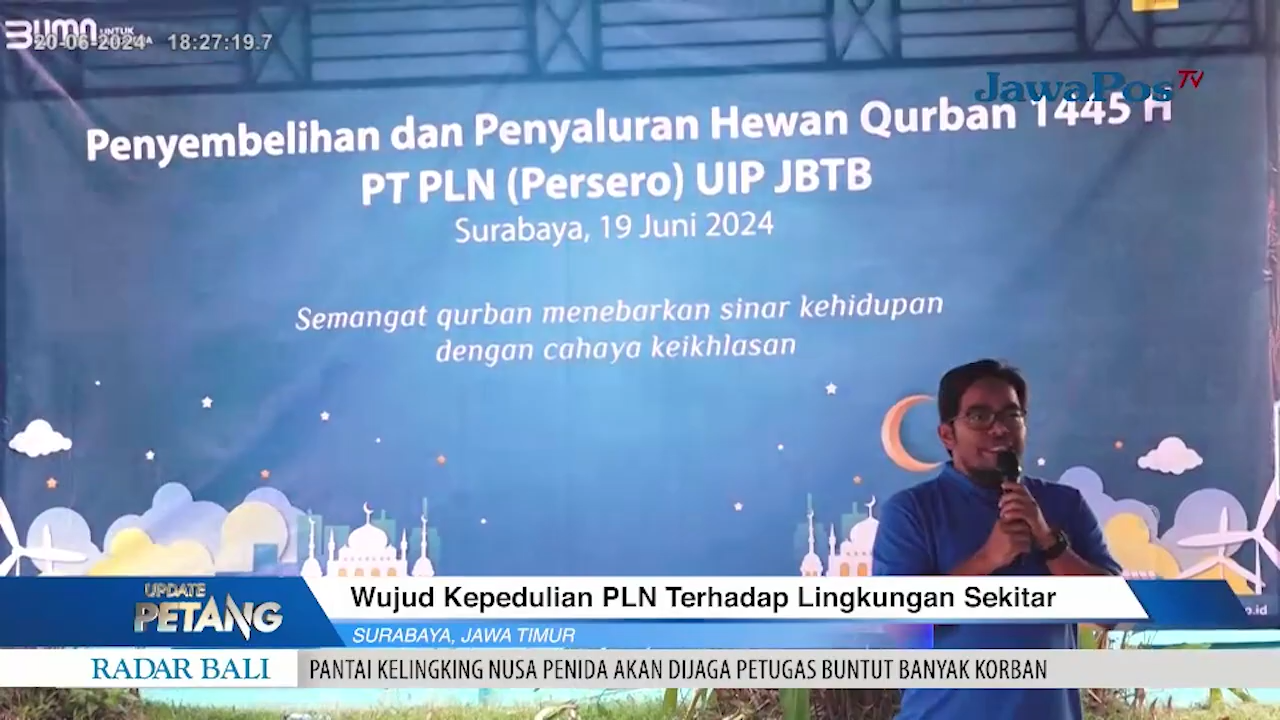 BUMN UNTUK
20-06-2024 18:27:19.7
JawaPos TV
Penyembelihan dan Penyaluran Hewan Qurban 1445 H
PT PLN (Persero) UIP JBTB
Surabaya, 19 Juni 2024
Semangat qurban menebarkan sinar kehidupan
dengan cahaya keikhlasan
UPDATE
PETANG
Wujud Kepedulian PLN Terhadap Lingkungan Sekitar
SURABAYA, JAWA TIMUR
RADAR BALI
PANTAI KELINGKING NUSA PENIDA AKAN DIJAGA PETUGAS BUNTUT BANYAK KORBAN